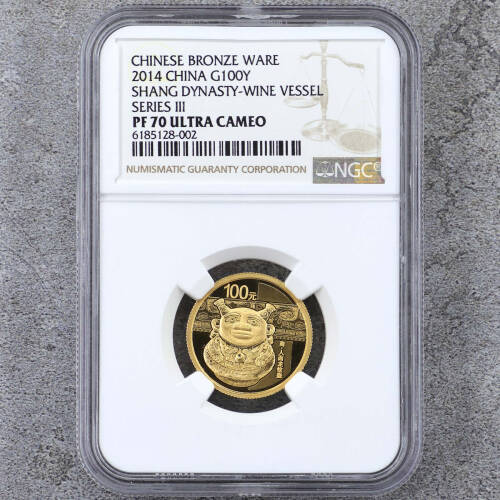 CHINESE BRONZE WARE
2014 CHINA G100Y
SHANG DYNASTY-WINE VESSEL
SERIES III
PF 70 ULTRA CAMEO
6185128-002
NUMISMATIC GUARANTY CORPORATION
NGC
100元